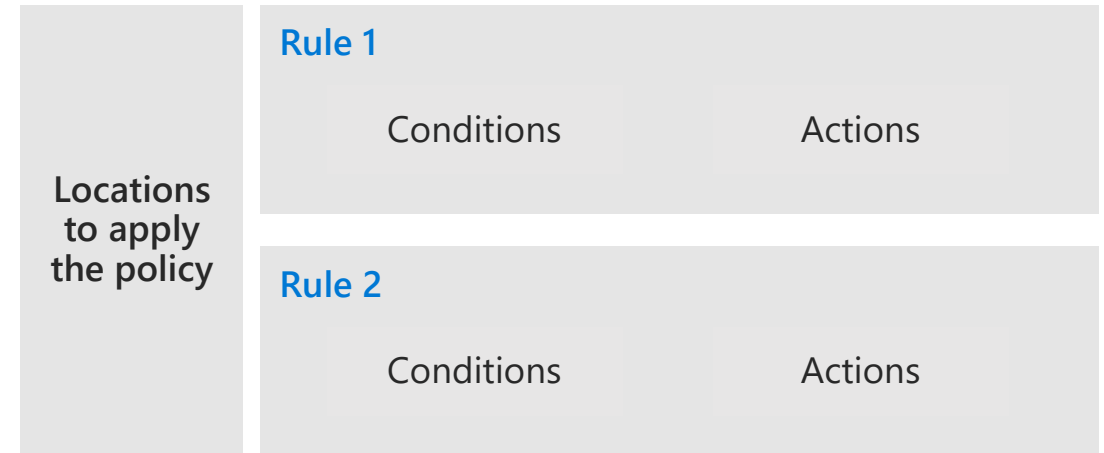 Locations
to apply
the policy
Rule 1
Conditions Actions
Rule 2
Conditions Actions